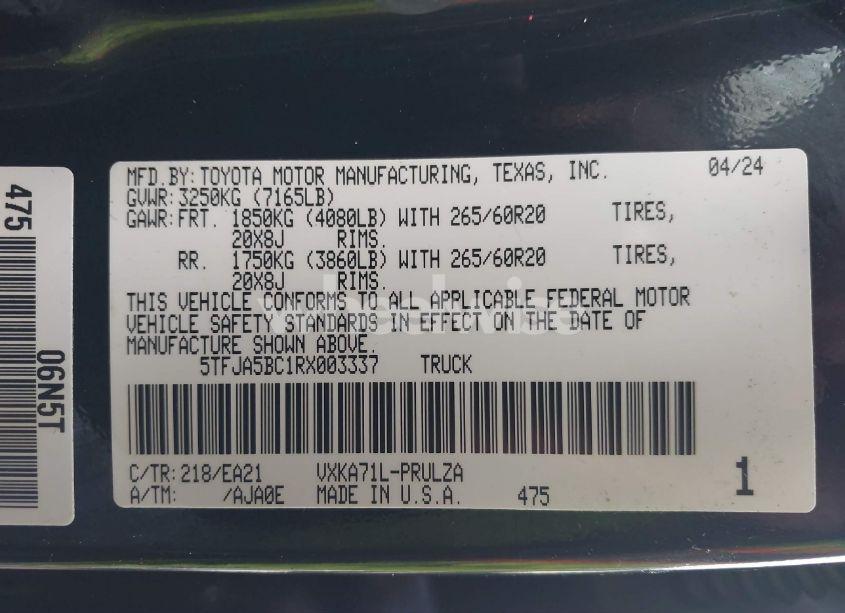 MFD.BY:TOYOTA MOTOR MANUFACTURING, TEXAS, INC. 04/24
GVWR:3250KG (7165LB)
GAWR:FRT. 1850KG (4080LB) WITH 265/60R20 TIRES,
20X8J RIMS.
RR. 1750KG (3860LB) WITH 265/60R20 TIRES,
20X8J RIMS.
THIS VEHICLE CONFORMS TO ALL APPLICABLE FEDERAL MOTOR
VEHICLE SAFETY STANDARDS IN EFFECT ON THE DATE OF
MANUFACTURE SHOWN ABOVE.
5TFJA5BC1RX003337 TRUCK
C/TR:218/EA21 VXKA71L-PRULZA
A/TM: /AJA0E MADE IN U.S.A. 475 1
475
06N5T